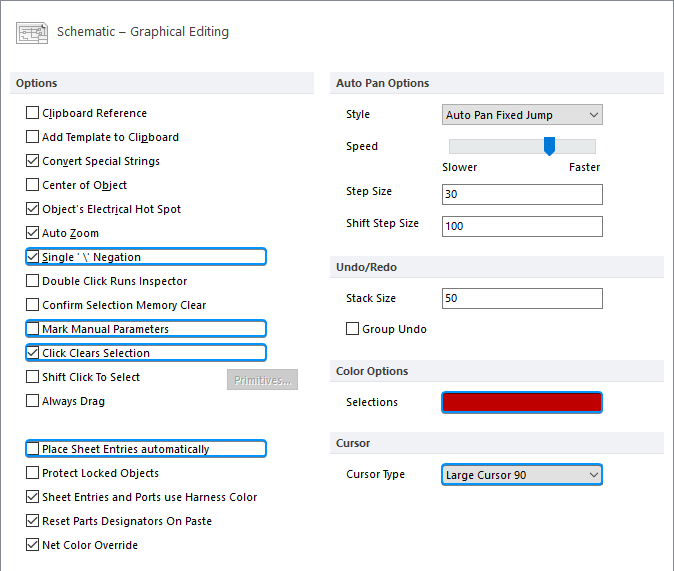 Schematic – Graphical Editing
Options
Clipboard Reference
Add Template to Clipboard
Convert Special Strings
Center of Object
Object's Electrical Hot Spot
Auto Zoom
Single '\' Negation
Double Click Runs Inspector
Confirm Selection Memory Clear
Mark Manual Parameters
Click Clears Selection
Shift Click To Select
Primitives...
Always Drag
Place Sheet Entries automatically
Protect Locked Objects
Sheet Entries and Ports use Harness Color
Reset Parts Designators On Paste
Net Color Override
Auto Pan Options
Style Auto Pan Fixed Jump
Speed
Slower Faster
Step Size 30
Shift Step Size 100
Undo/Redo
Stack Size 50
Group Undo
Color Options
Selections
Cursor
Cursor Type Large Cursor 90